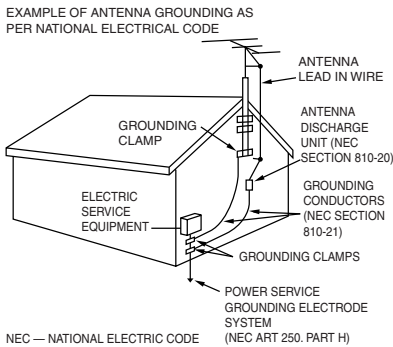 EXAMPLE OF ANTENNA GROUNDING AS
PER NATIONAL ELECTRICAL CODE
ANTENNA
LEAD IN WIRE
GROUNDING
CLAMP
ANTENNA
DISCHARGE
UNIT (NEC
SECTION 810-20)
ELECTRIC
SERVICE
EQUIPMENT
GROUNDING
CONDUCTORS
(NEC SECTION
810-21)
GROUNDING CLAMPS
POWER SERVICE
GROUNDING ELECTRODE
SYSTEM
(NEC ART 250. PART H)
NEC — NATIONAL ELECTRIC CODE